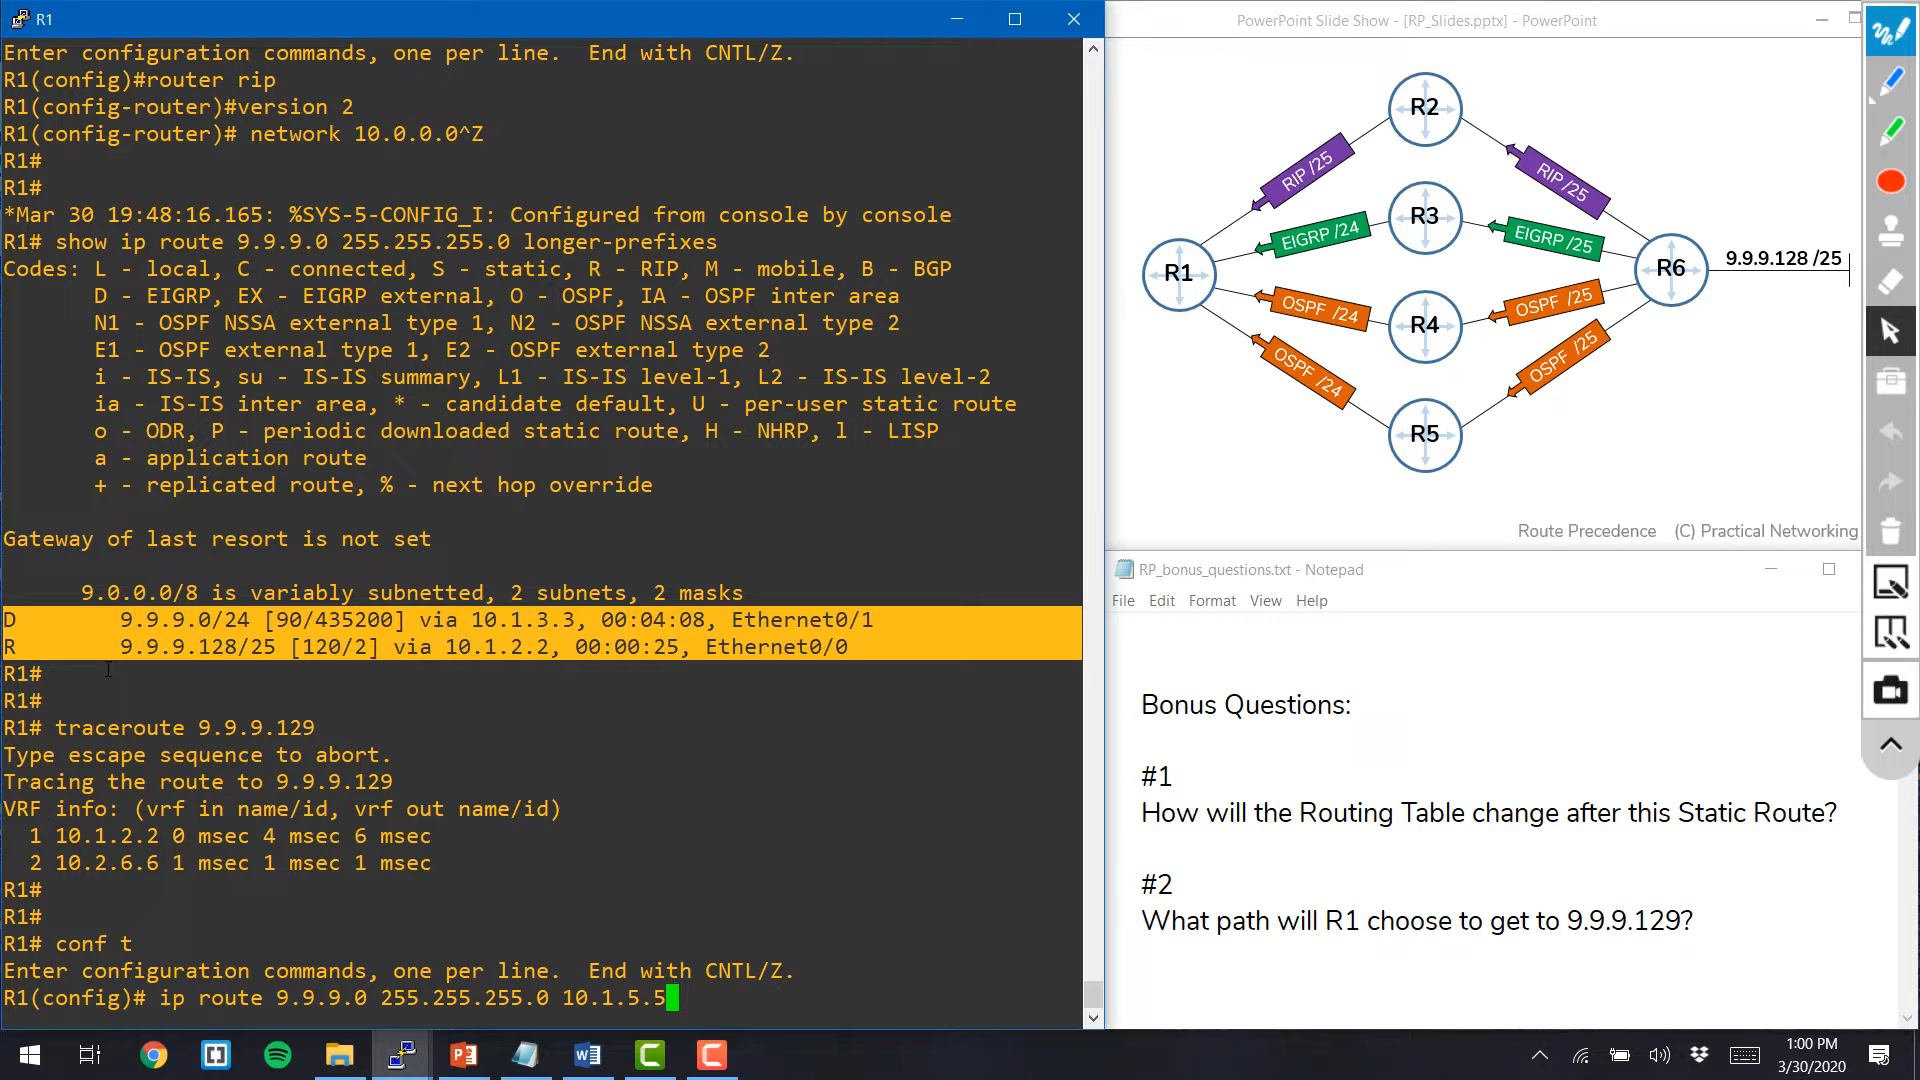 R1
Enter configuration commands, one per line.  End with CNTL/Z.
R1(config)#router rip
R1(config-router)#version 2
R1(config-router)# network 10.0.0.0^Z
R1#
R1#
*Mar 30 19:48:16.165: %SYS-5-CONFIG_I: Configured from console by console
R1# show ip route 9.9.9.0 255.255.255.0 longer-prefixes
Codes: L - local, C - connected, S - static, R - RIP, M - mobile, B - BGP
D - EIGRP, EX - EIGRP external, O - OSPF, IA - OSPF inter area
N1 - OSPF NSSA external type 1, N2 - OSPF NSSA external type 2
E1 - OSPF external type 1, E2 - OSPF external type 2
i - IS-IS, su - IS-IS summary, L1 - IS-IS level-1, L2 - IS-IS level-2
ia - IS-IS inter area, * - candidate default, U - per-user static route
o - ODR, P - periodic downloaded static route, H - NHRP, l - LISP
a - application route
+ - replicated route, % - next hop override
Gateway of last resort is not set
9.0.0.0/8 is variably subnetted, 2 subnets, 2 masks
D        9.9.9.0/24 [90/435200] via 10.1.3.3, 00:04:08, Ethernet0/1
R        9.9.9.128/25 [120/2] via 10.1.2.2, 00:00:25, Ethernet0/0
R1#
R1#
R1# traceroute 9.9.9.129
Type escape sequence to abort.
Tracing the route to 9.9.9.129
VRF info: (vrf in name/id, vrf out name/id)
1 10.1.2.2 0 msec 4 msec 6 msec
2 10.2.6.6 1 msec 1 msec 1 msec
R1#
R1#
R1# conf t
Enter configuration commands, one per line.  End with CNTL/Z.
R1(config)# ip route 9.9.9.0 255.255.255.0 10.1.5.5
PowerPoint Slide Show - [RP_Slides.pptx] - PowerPoint
R2
RIP /25
RIP /25
R3
EIGRP /24
EIGRP /25
R1
R6
9.9.9.128 /25
OSPF /24
OSPF /25
R4
OSPF /24
OSPF /25
R5
Route Precedence (C) Practical Networking
RP_bonus_questions.txt - Notepad
File Edit Format View Help
Bonus Questions:
#1
How will the Routing Table change after this Static Route?
#2
What path will R1 choose to get to 9.9.9.129?
1:00 PM
3/30/2020